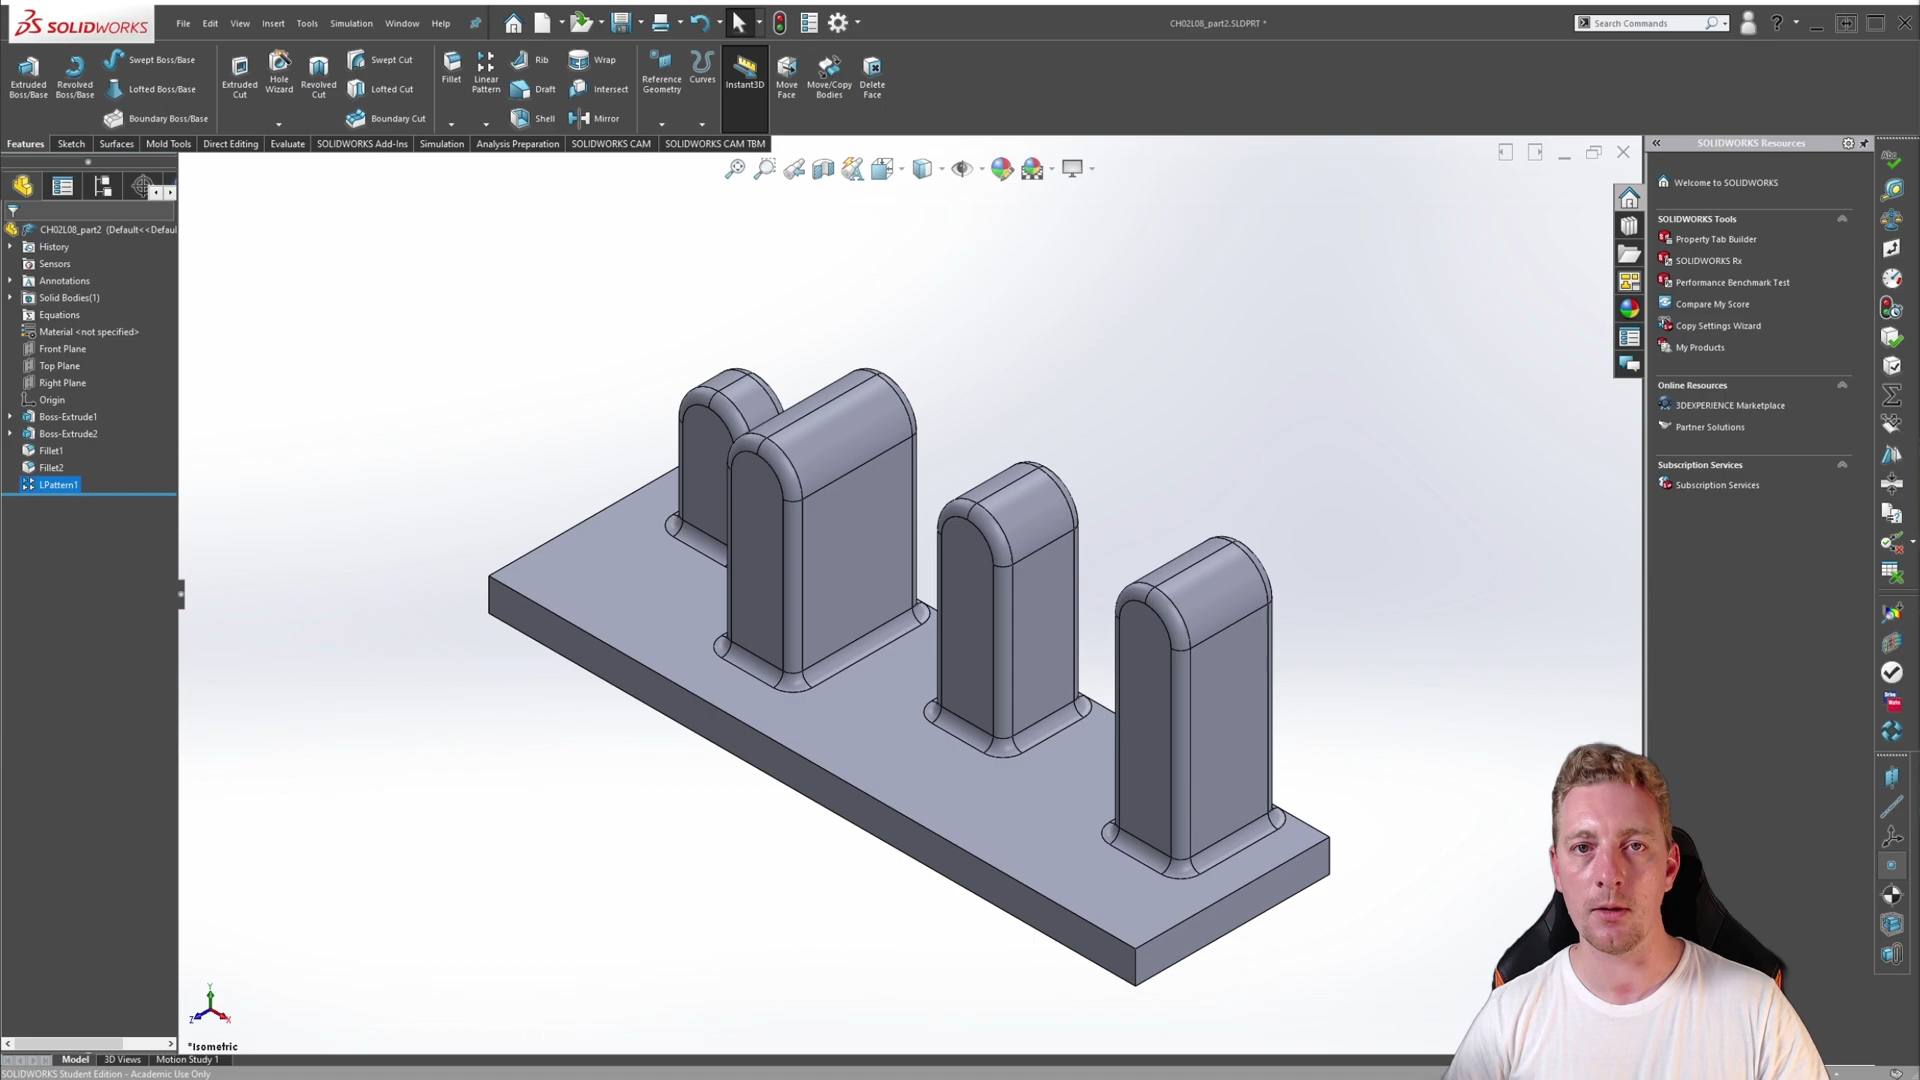 SOLIDWORKS
File Edit View Insert Tools Simulation Window Help
CH02L08_part2.SLDPRT *
Search Commands
Extruded Boss/Base
Revolved Boss/Base
Swept Boss/Base
Lofted Boss/Base
Boundary Boss/Base
Extruded Cut
Hole Wizard
Revolved Cut
Swept Cut
Lofted Cut
Boundary Cut
Fillet
Linear Pattern
Rib
Draft
Shell
Wrap
Intersect
Mirror
Reference Geometry
Curves
Instant3D
Move Face
Move/Copy Bodies
Delete Face
Features Sketch Surfaces Mold Tools Direct Editing Evaluate SOLIDWORKS Add-Ins Simulation Analysis Preparation SOLIDWORKS CAM SOLIDWORKS CAM TBM
CH02L08_part2 (Default<<Defaul
History
Sensors
Annotations
Solid Bodies(1)
Equations
Material <not specified>
Front Plane
Top Plane
Right Plane
Origin
Boss-Extrude1
Boss-Extrude2
Fillet1
Fillet2
LPattern1
SOLIDWORKS Resources
Welcome to SOLIDWORKS
SOLIDWORKS Tools
Property Tab Builder
SOLIDWORKS Rx
Performance Benchmark Test
Compare My Score
Copy Settings Wizard
My Products
Online Resources
3DEXPERIENCE Marketplace
Partner Solutions
Subscription Services
Subscription Services
Y
Z
X
*Isometric
Model 3D Views Motion Study 1
SOLIDWORKS Student Edition - Academic Use Only